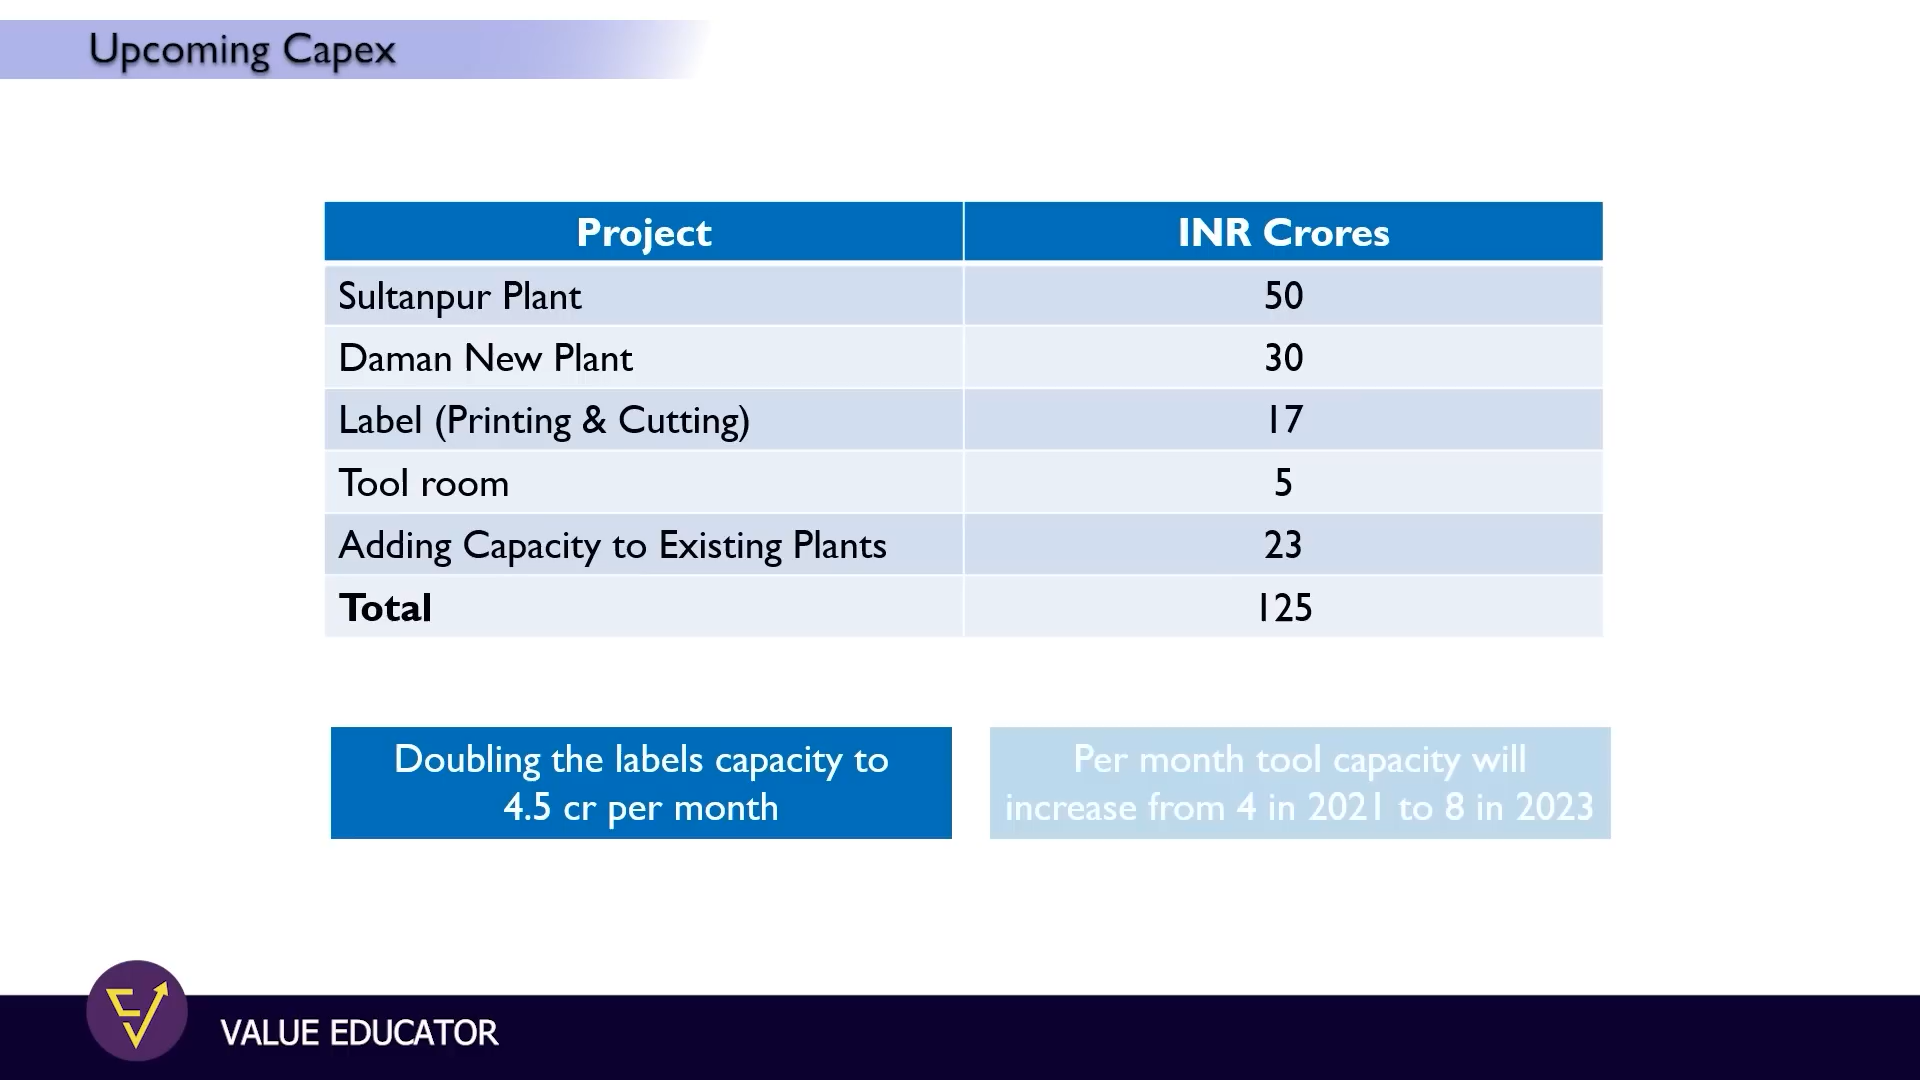 Upcoming Capex
Project INR Crores
Sultanpur Plant 50
Daman New Plant 30
Label (Printing & Cutting) 17
Tool room 5
Adding Capacity to Existing Plants 23
Total 125
Doubling the labels capacity to
4.5 cr per month
Per month tool capacity will
increase from 4 in 2021 to 8 in 2023
VALUE EDUCATOR